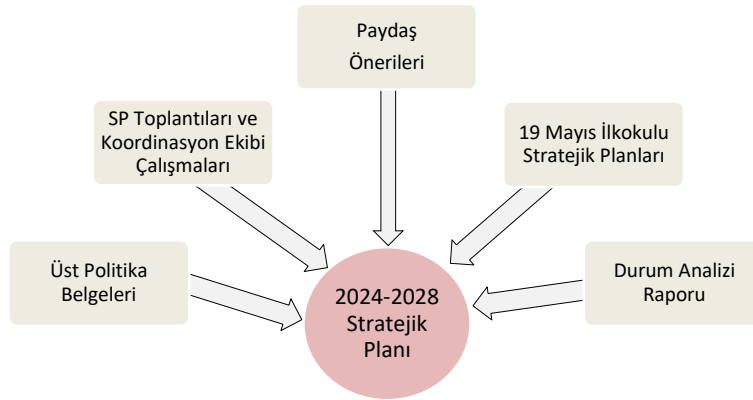 Paydaş
Önerileri
SP Toplantıları ve
Koordinasyon Ekibi
Çalışmaları
19 Mayıs İlkokulu
Stratejik Planları
Üst Politika
Belgeleri
2024-2028
Stratejik
Planı
Durum Analizi
Raporu